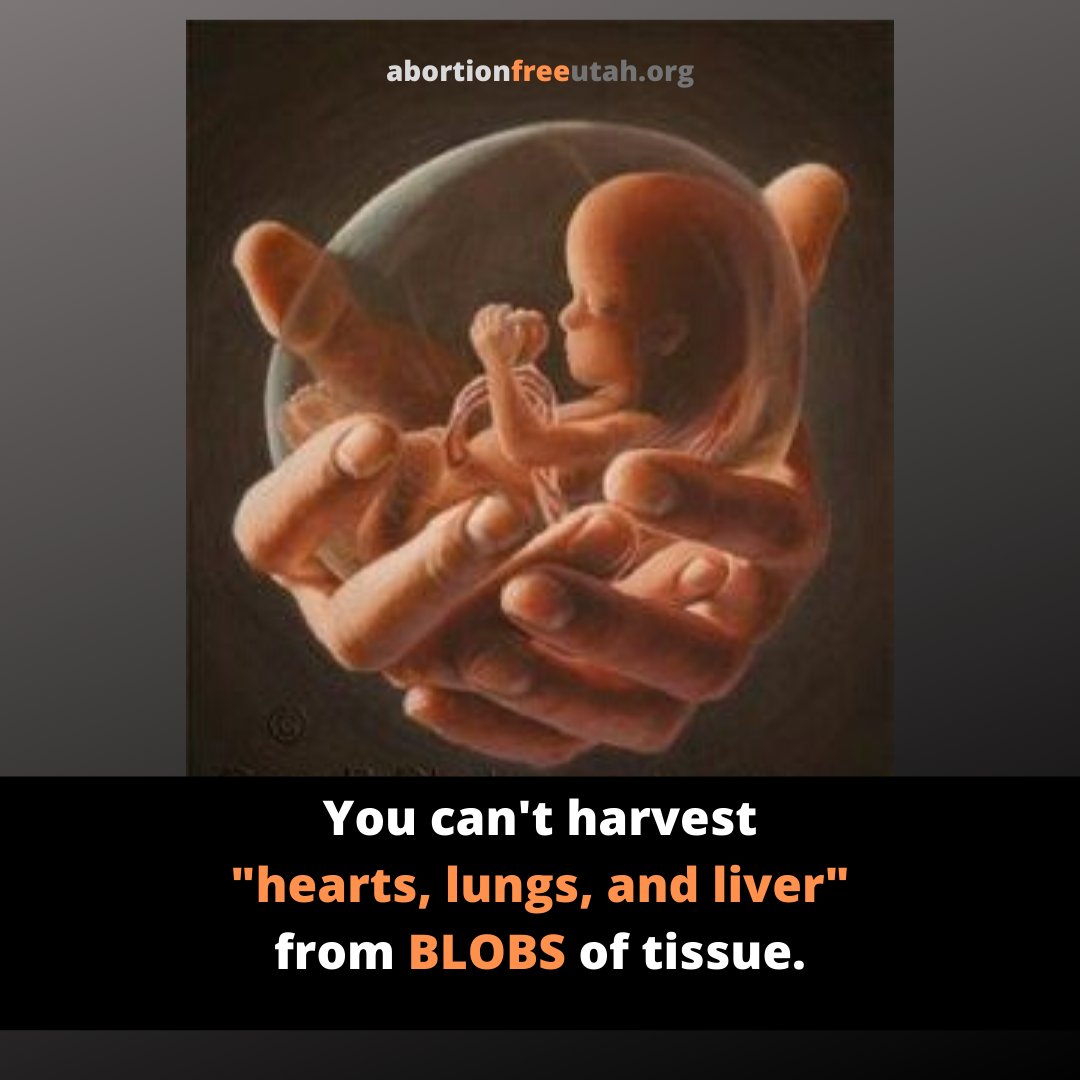 abortionfreeutah.org
©
You can't harvest
"hearts, lungs, and liver"
from BLOBS of tissue.